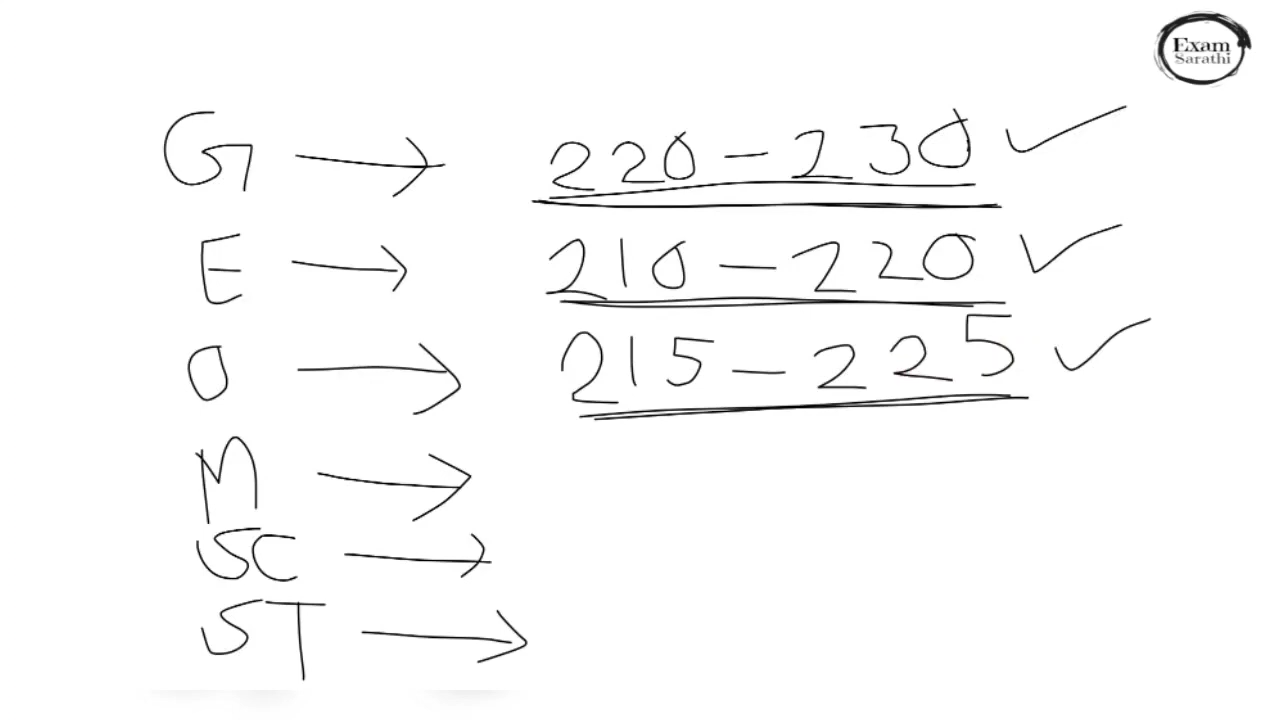 Exam
Sarathi
G → 220 - 230 ✓
E → 210 - 220 ✓
O → 215 - 225 ✓
M →
SC →
ST →